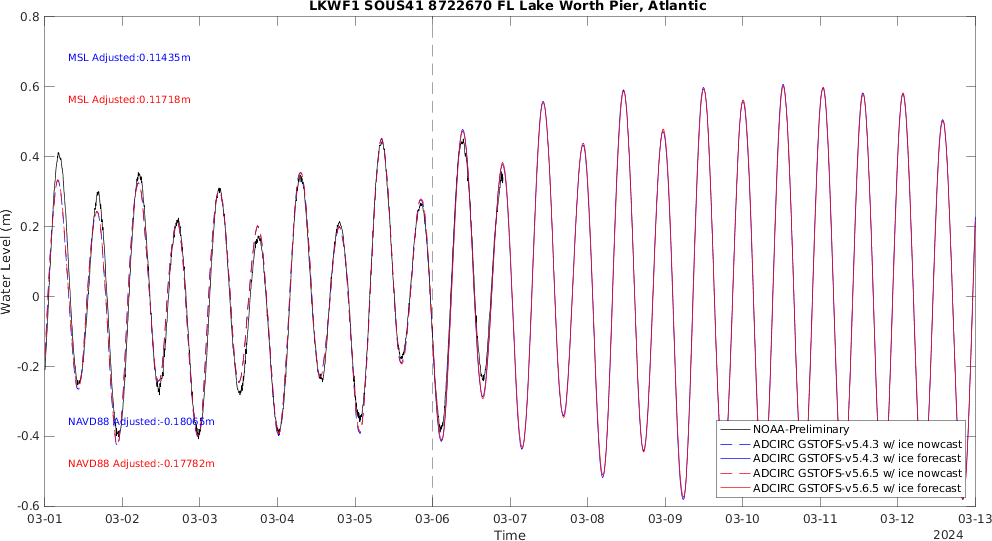 LKWF1 SOUS41 8722670 FL Lake Worth Pier, Atlantic
0.8
MSL Adjusted:0.11435m
0.6
MSL Adjusted:0.11718m
0.4
0.2
Water Level (m)
0
-0.2
NAVD88 Adjusted:-0.18065m
-0.4
NAVD88 Adjusted:-0.17782m
-0.6
NOAA-Preliminary
ADCIRC GSTOFS-v5.4.3 w/ ice nowcast
ADCIRC GSTOFS-v5.4.3 w/ ice forecast
ADCIRC GSTOFS-v5.6.5 w/ ice nowcast
ADCIRC GSTOFS-v5.6.5 w/ ice forecast
03-01 03-02 03-03 03-04 03-05 03-06 03-07 03-08 03-09 03-10 03-11 03-12 03-13
Time
2024